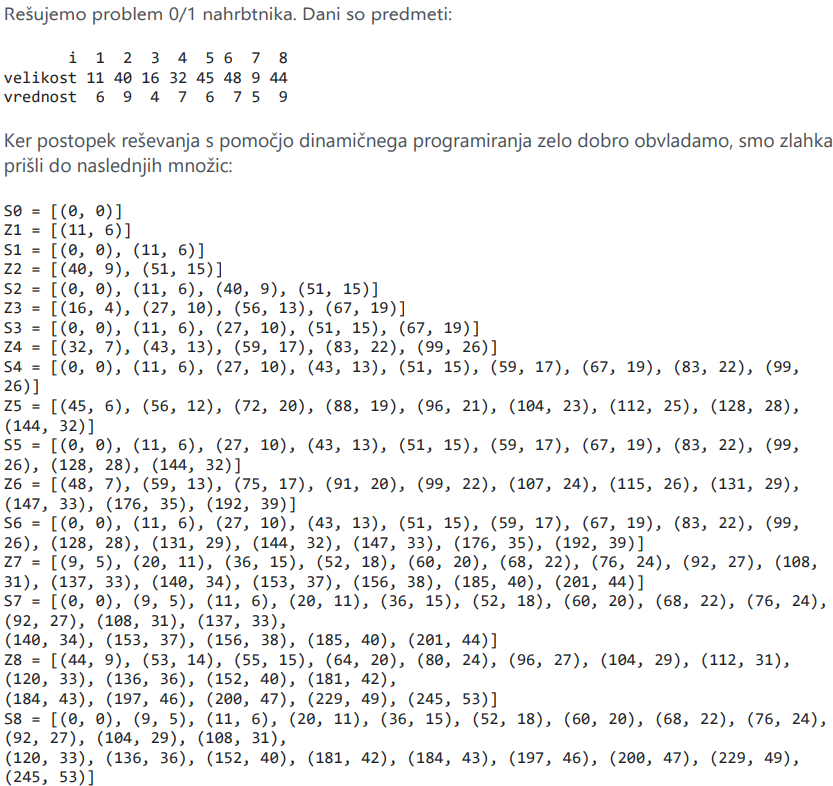 Rešujemo problem 0/1 nahrbtnika. Dani so predmeti:
i 1 2 3 4 5 6 7 8
velikost 11 40 16 32 45 48 9 44
vrednost 6 9 4 7 6 7 5 9
Ker postopek reševanja s pomočjo dinamičnega programiranja zelo dobro obvladamo, smo zlahka
prišli do naslednjih množic:
S0 = [(0, 0)]
Z1 = [(11, 6)]
S1 = [(0, 0), (11, 6)]
Z2 = [(40, 9), (51, 15)]
S2 = [(0, 0), (11, 6), (40, 9), (51, 15)]
Z3 = [(16, 4), (27, 10), (56, 13), (67, 19)]
S3 = [(0, 0), (11, 6), (27, 10), (51, 15), (67, 19)]
Z4 = [(32, 7), (43, 13), (59, 17), (83, 22), (99, 26)]
S4 = [(0, 0), (11, 6), (27, 10), (43, 13), (51, 15), (59, 17), (67, 19), (83, 22), (99,
26)]
Z5 = [(45, 6), (56, 12), (72, 20), (88, 19), (96, 21), (104, 23), (112, 25), (128, 28),
(144, 32)]
S5 = [(0, 0), (11, 6), (27, 10), (43, 13), (51, 15), (59, 17), (67, 19), (83, 22), (99,
26), (128, 28), (144, 32)]
Z6 = [(48, 7), (59, 13), (75, 17), (91, 20), (99, 22), (107, 24), (115, 26), (131, 29),
(147, 33), (176, 35), (192, 39)]
S6 = [(0, 0), (11, 6), (27, 10), (43, 13), (51, 15), (59, 17), (67, 19), (83, 22), (99,
26), (128, 28), (131, 29), (144, 32), (147, 33), (176, 35), (192, 39)]
Z7 = [(9, 5), (20, 11), (36, 15), (52, 18), (60, 20), (68, 22), (76, 24), (92, 27), (108,
31), (137, 33), (140, 34), (153, 37), (156, 38), (185, 40), (201, 44)]
S7 = [(0, 0), (9, 5), (11, 6), (20, 11), (36, 15), (52, 18), (60, 20), (68, 22), (76, 24),
(92, 27), (108, 31), (137, 33),
(140, 34), (153, 37), (156, 38), (185, 40), (201, 44)]
Z8 = [(44, 9), (53, 14), (55, 15), (64, 20), (80, 24), (96, 27), (104, 29), (112, 31),
(120, 33), (136, 36), (152, 40), (181, 42),
(184, 43), (197, 46), (200, 47), (229, 49), (245, 53)]
S8 = [(0, 0), (9, 5), (11, 6), (20, 11), (36, 15), (52, 18), (60, 20), (68, 22), (76, 24),
(92, 27), (104, 29), (108, 31),
(120, 33), (136, 36), (152, 40), (181, 42), (184, 43), (197, 46), (200, 47), (229, 49),
(245, 53)]